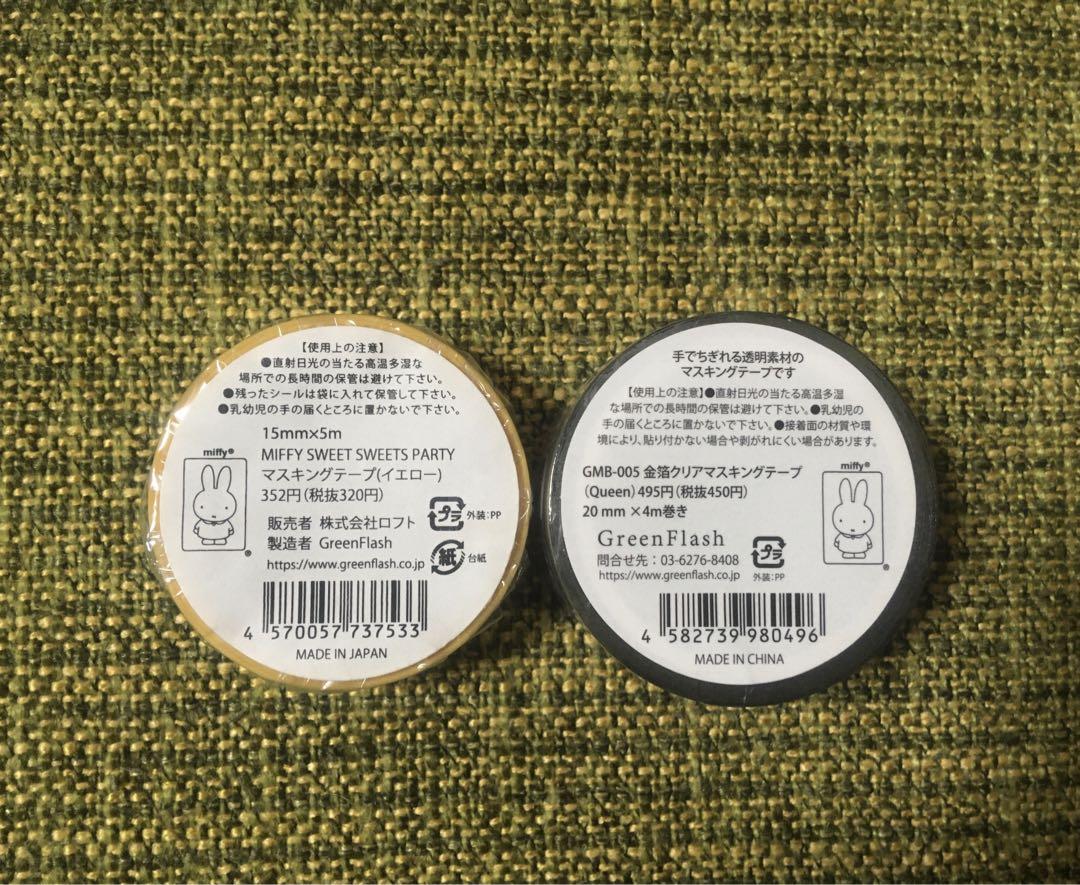 【使用上の注意】
●直射日光の当たる高温多湿な
場所での長時間の保管は避けて下さい。
●残ったシールは袋に入れて保管して下さい。
●乳幼児の手の届くところに置かないで下さい。
15mm×5m
MIFFY SWEET SWEETS PARTY
マスキングテープ(イエロー)
352円(税抜320円)
miffy®
®
販売者 株式会社ロフト
製造者 GreenFlash
https://www.greenflash.co.jp
プラ 外装:PP
紙 台紙
4 570057 737533
MADE IN JAPAN
手でちぎれる透明素材の
マスキングテープです
【使用上の注意】●直射日光の当たる高温多湿
な場所での長時間の保管は避けて下さい。●乳幼児の
手の届くところに置かないで下さい。●接着面の材質や環
境により、貼り付かない場合や剥がれにくい場合があります。
GMB-005 金箔クリアマスキングテープ
(Queen)495円(税抜450円)
20 mm ×4m巻き
GreenFlash
問合せ先:03-6276-8408
https://www.greenflash.co.jp
プラ
外装:PP
miffy®
®
4 582739 980496
MADE IN CHINA